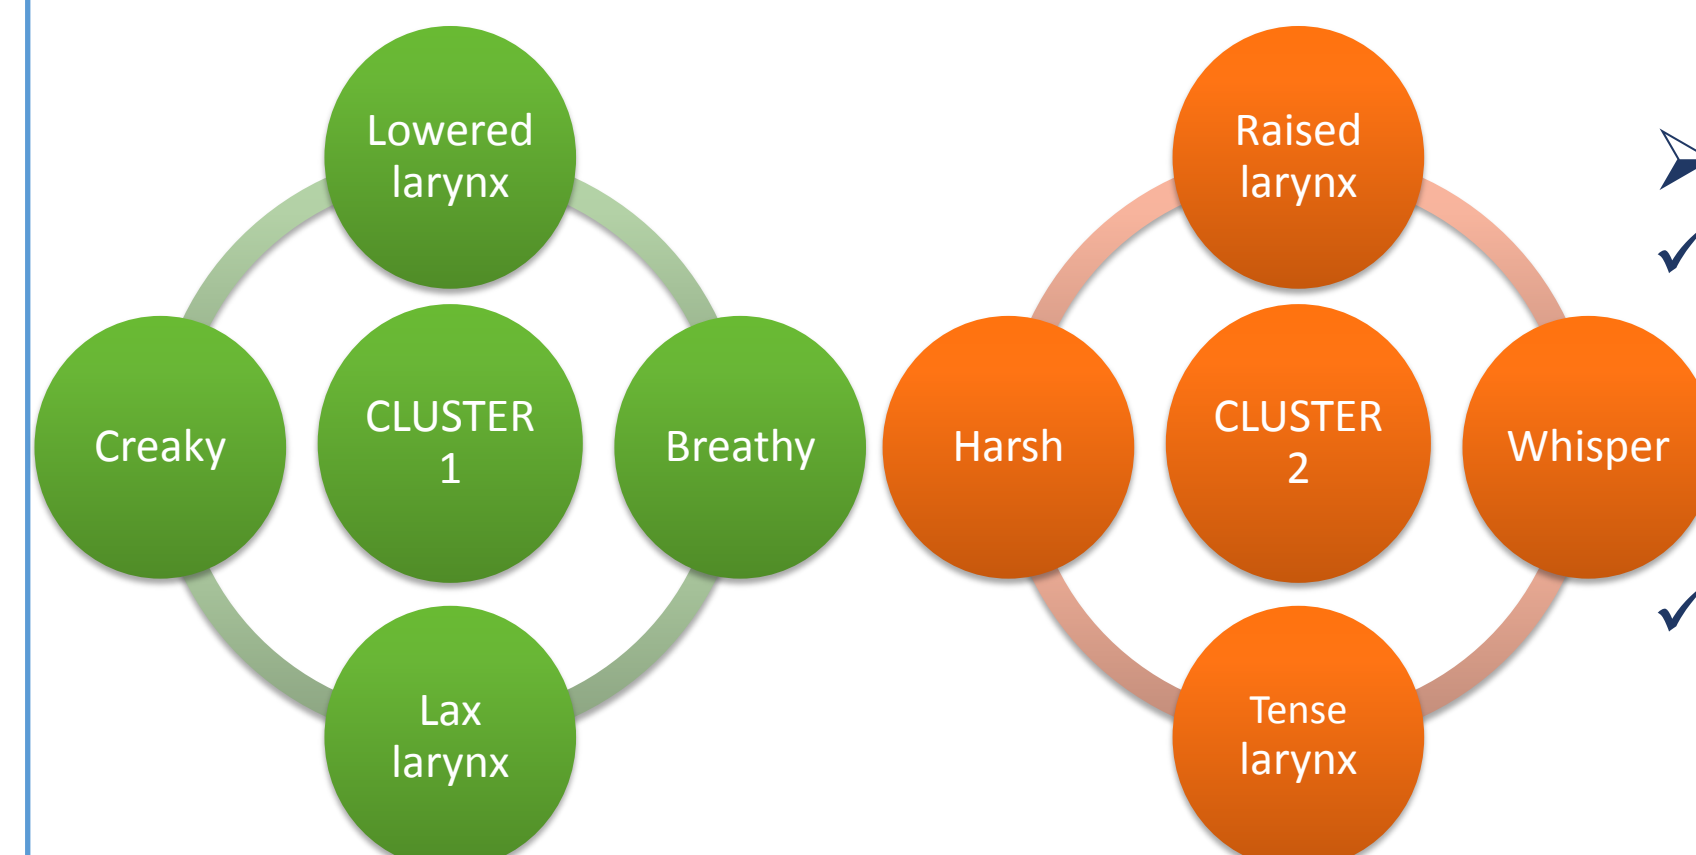 Lowered
larynx
Creaky
CLUSTER
1
Breathy
Lax
larynx
Raised
larynx
Harsh
CLUSTER
2
Whisper
Tense
larynx